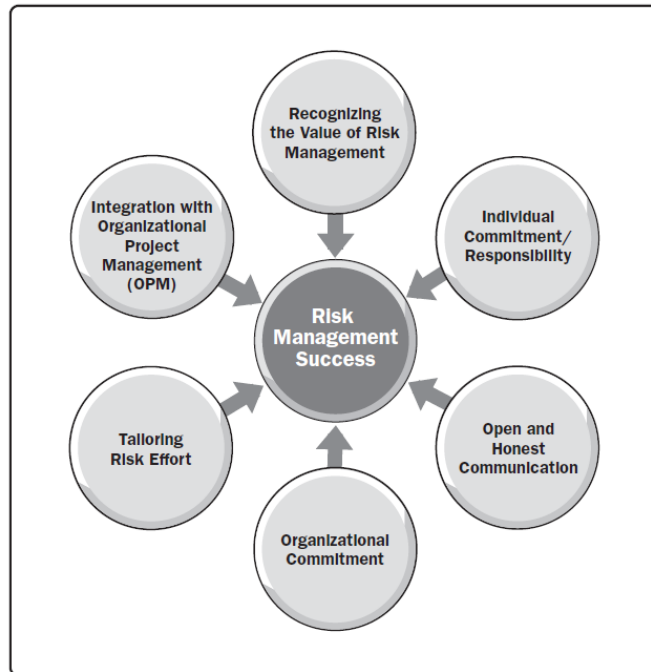 Recognizing
the Value of Risk
Management
Individual
Commitment/
Responsibility
Open and
Honest
Communication
Organizational
Commitment
Tailoring
Risk Effort
Integration with
Organizational
Project
Management
(OPM)
Risk
Management
Success